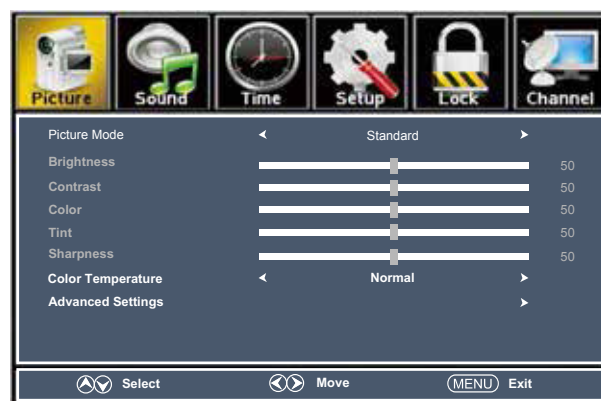 Picture Sound Time Setup Lock Channel
Picture Mode Standard
Brightness 50
Contrast 50
Color 50
Tint 50
Sharpness 50
Color Temperature Normal
Advanced Settings
Select Move MENU Exit